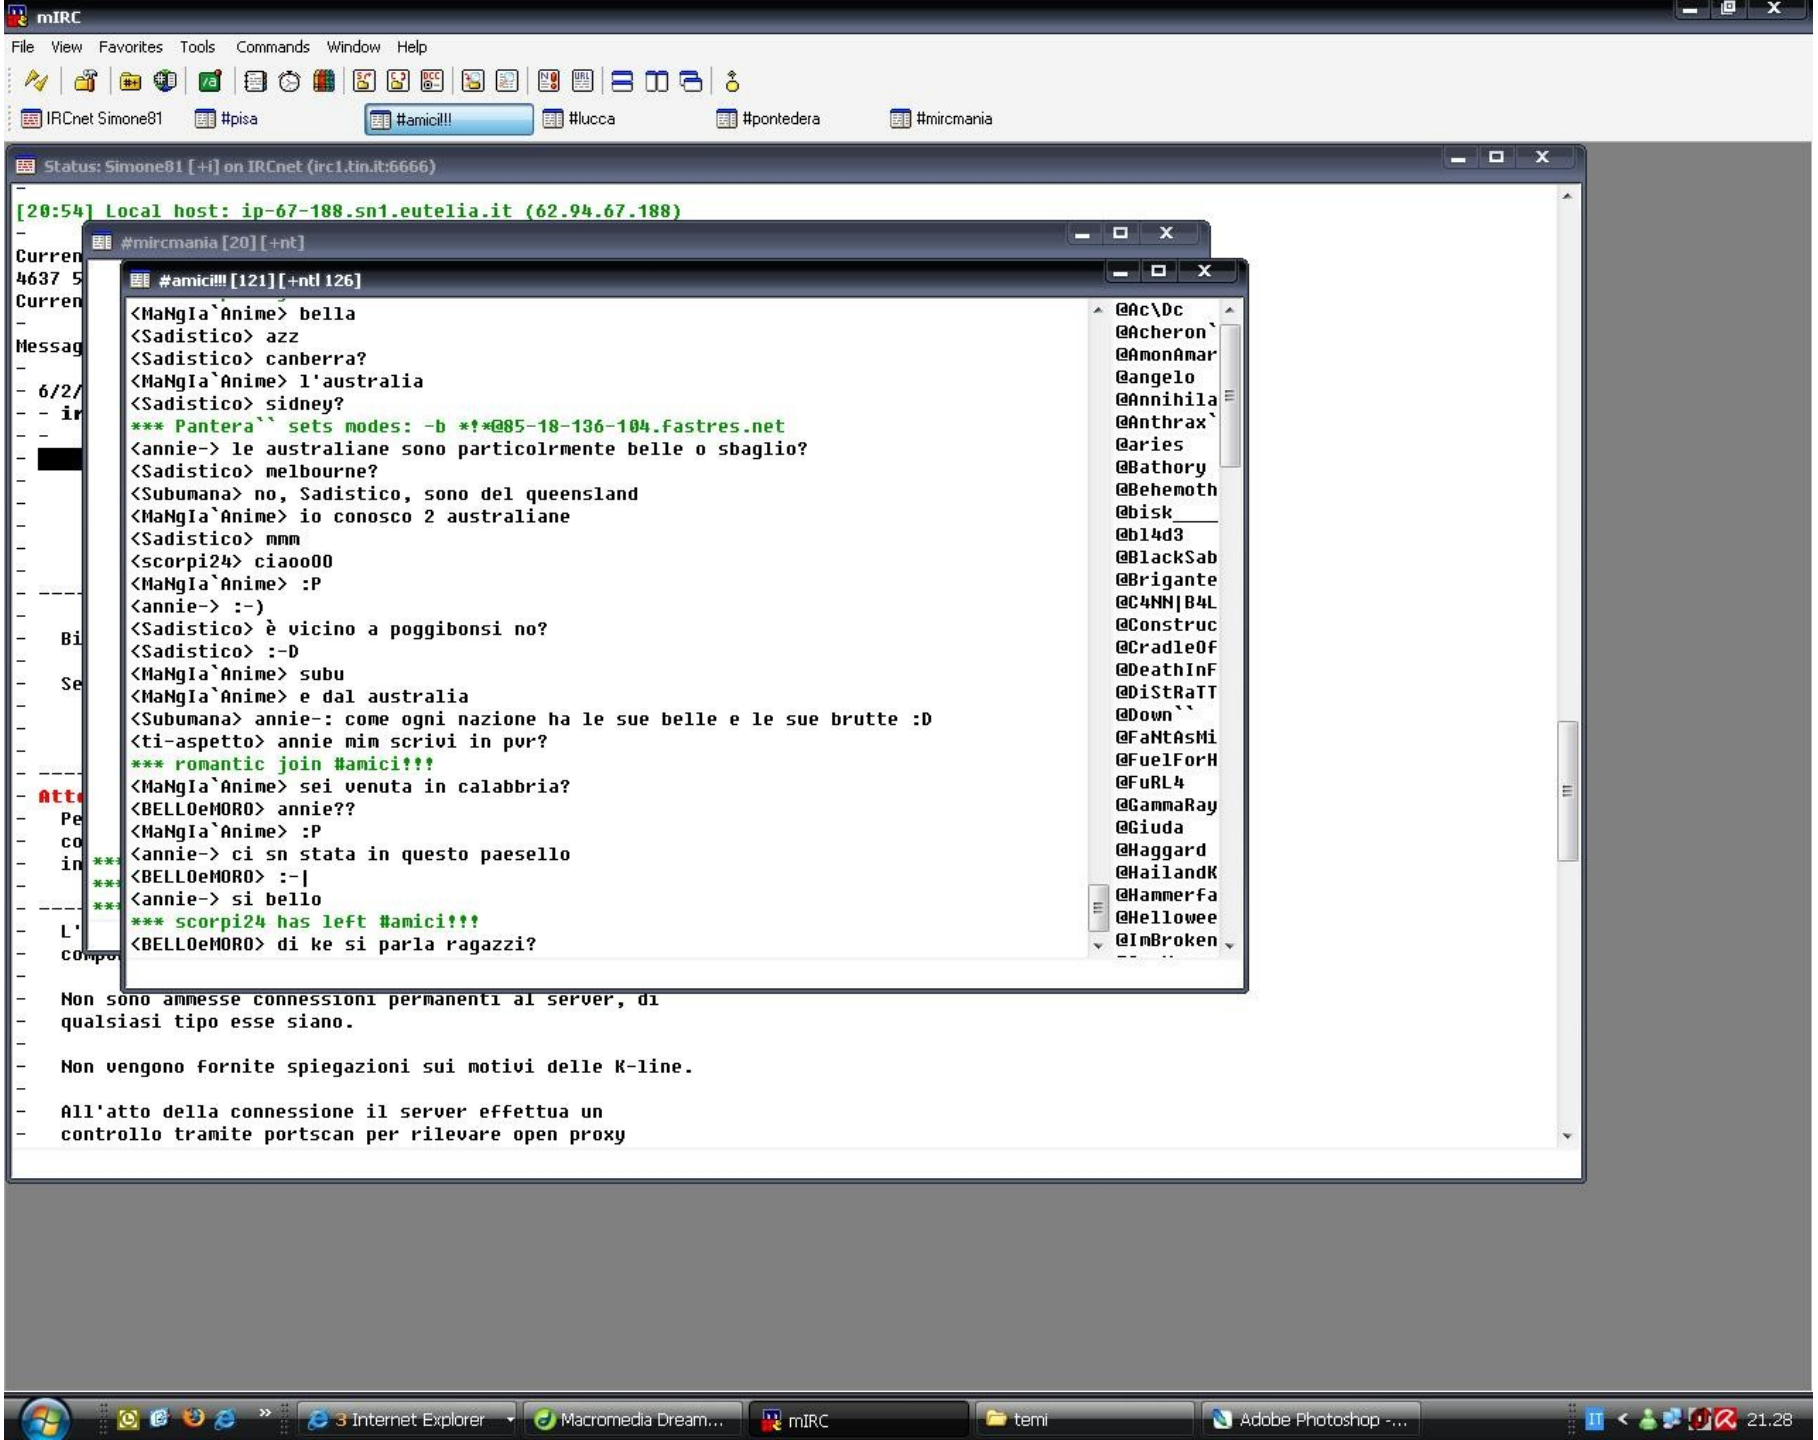 mIRC
File View Favorites Tools Commands Window Help
IRCnet Simone81 #pisa #amici!!! #lucca #pontedera #mircmania
Status: Simone81 [+i] on IRCnet (irc1.tin.it:6666)
-
[20:54] Local host: ip-67-188.sn1.eutelia.it (62.94.67.188)
-
Curren
4637 5
Curren
-
Messag
-
- 6/2/
- - ir
- -
-
-
-
-
-
-
- ----
-
- Bi
-
- Se
-
-
-
- ----
- Atte
- Pe
- co
- in
-
- ----
- L'
-
- Non sono ammesse connessioni permanenti al server, di
- qualsiasi tipo esse siano.
-
- Non vengono fornite spiegazioni sui motivi delle K-line.
-
- All'atto della connessione il server effettua un
- controllo tramite portscan per rilevare open proxy
#mircmania [20] [+nt]
***
***
***
#amici!!! [121] [+ntl 126]
<MaNgIa`Anime> bella
<Sadistico> azz
<Sadistico> canberra?
<MaNgIa`Anime> l'australia
<Sadistico> sidney?
*** Pantera`` sets modes: -b *!*@85-18-136-104.fastres.net
<annie-> le australiane sono particolrmente belle o sbaglio?
<Sadistico> melbourne?
<Subumana> no, Sadistico, sono del queensland
<MaNgIa`Anime> io conosco 2 australiane
<Sadistico> mmm
<scorpi24> ciaooOO
<MaNgIa`Anime> :P
<annie-> :-)
<Sadistico> è vicino a poggibonsi no?
<Sadistico> :-D
<MaNgIa`Anime> subu
<MaNgIa`Anime> e dal australia
<Subumana> annie-: come ogni nazione ha le sue belle e le sue brutte :D
<ti-aspetto> annie mim scrivi in pvr?
*** romantic join #amici!!!
<MaNgIa`Anime> sei venuta in calabbria?
<BELLOeMORO> annie??
<MaNgIa`Anime> :P
<annie-> ci sn stata in questo paesello
<BELLOeMORO> :-|
<annie-> si bello
*** scorpi24 has left #amici!!!
<BELLOeMORO> di ke si parla ragazzi?
@Ac\Dc
@Acheron`
@AmonAmar
@angelo
@Annihila
@Anthrax`
@aries
@Bathory
@Behemoth
@bisk____
@bl4d3
@BlackSab
@Brigante
@C4NN|B4L
@Construc
@CradleOf
@DeathInF
@DiStRaTT
@Down``
@FaNtAsMi
@FuelForH
@FuRL4
@GammaRay
@Giuda
@Haggard
@HailandK
@Hammerfa
@Hellowee
@ImBroken
3 Internet Explorer Macromedia Dream... mIRC temi Adobe Photoshop -... IT < 21.28